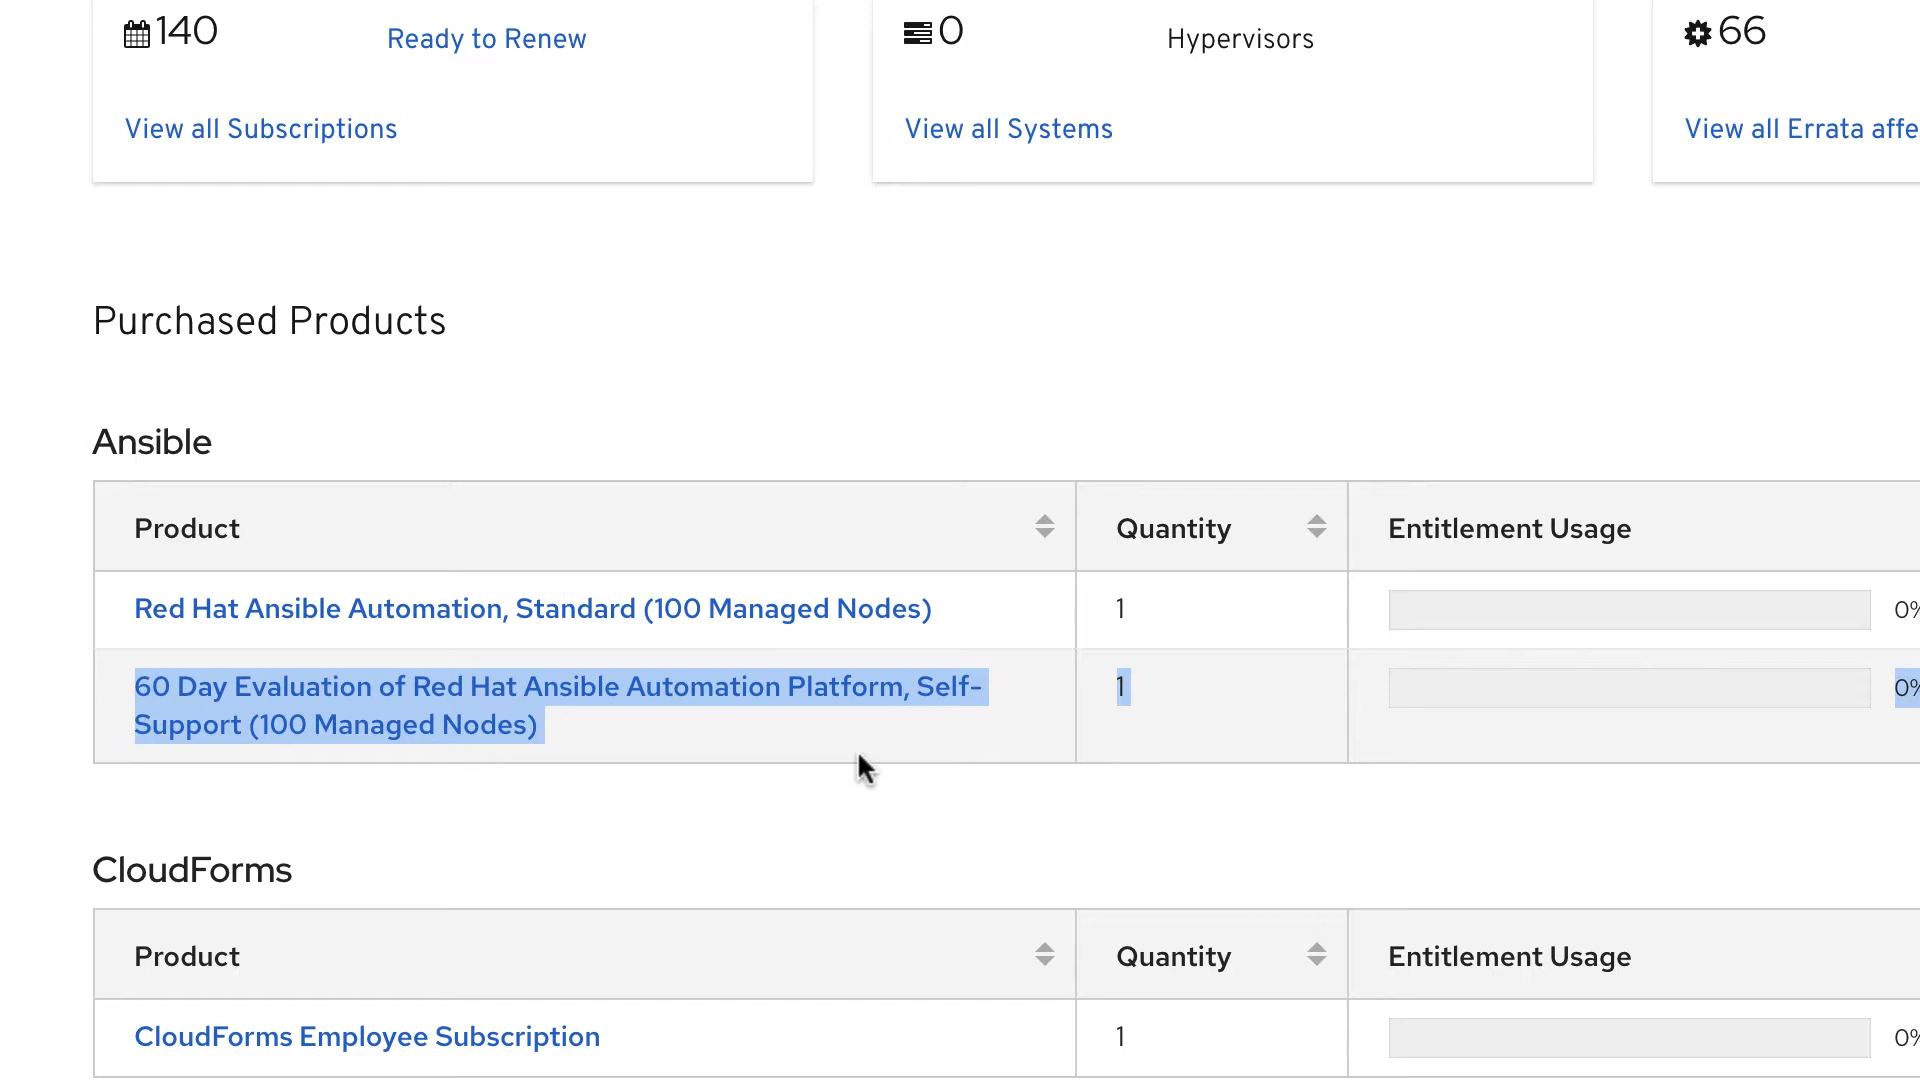 140
Ready to Renew
0
Hypervisors
66
View all Subscriptions
View all Systems
View all Errata affe
Purchased Products
Ansible
Product
Quantity
Entitlement Usage
Red Hat Ansible Automation, Standard (100 Managed Nodes)
1
0%
60 Day Evaluation of Red Hat Ansible Automation Platform, Self-
Support (100 Managed Nodes)
1
0%
CloudForms
Product
Quantity
Entitlement Usage
CloudForms Employee Subscription
1
0%